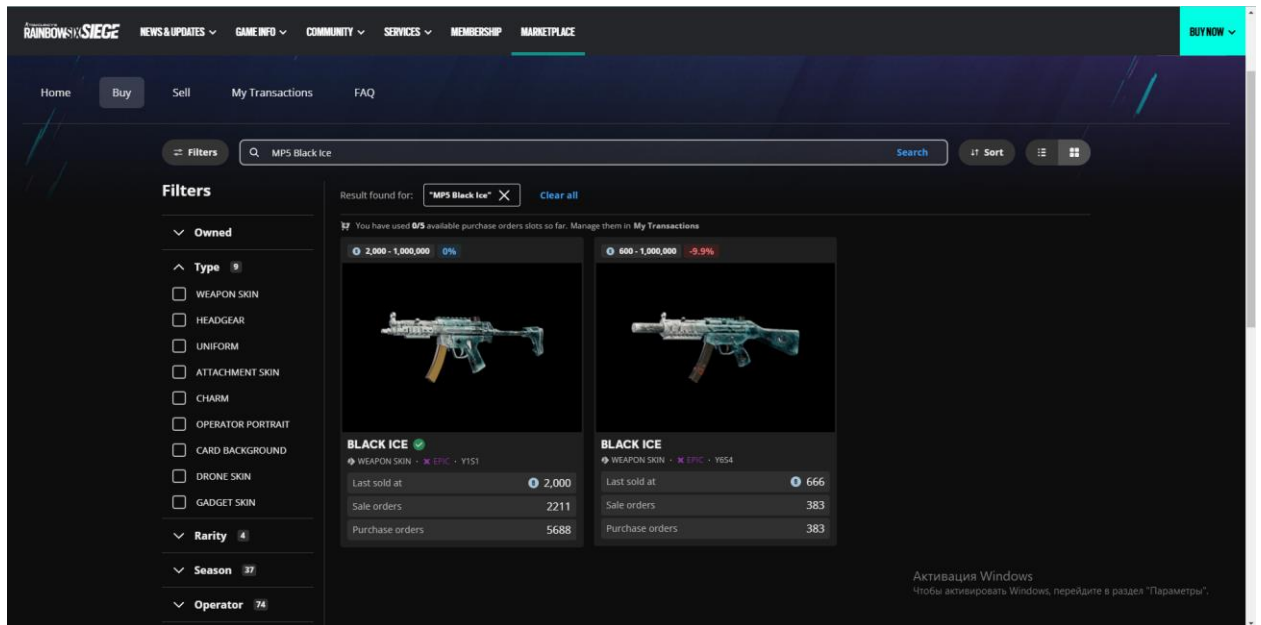 RAINBOW SIX SIEGE NEWS & UPDATES GAME INFO COMMUNITY SERVICES MEMBERSHIP MARKETPLACE BUY NOW
Home Buy Sell My Transactions FAQ
Filters MP5 Black Ice Search Sort
Filters
Result found for: "MP5 Black Ice" Clear all
You have used 0/5 available purchase orders slots so far. Manage them in My Transactions
Owned
Type 9
WEAPON SKIN
HEADGEAR
UNIFORM
ATTACHMENT SKIN
CHARM
OPERATOR PORTRAIT
CARD BACKGROUND
DRONE SKIN
GADGET SKIN
Rarity 4
Season 37
Operator 74
2,000 - 1,000,000 0%
BLACK ICE
WEAPON SKIN · EPIC · Y1S1
Last sold at 2,000
Sale orders 2211
Purchase orders 5688
600 - 1,000,000 -9.9%
BLACK ICE
WEAPON SKIN · EPIC · Y6S4
Last sold at 666
Sale orders 383
Purchase orders 383
Активация Windows
Чтобы активировать Windows, перейдите в раздел "Параметры".